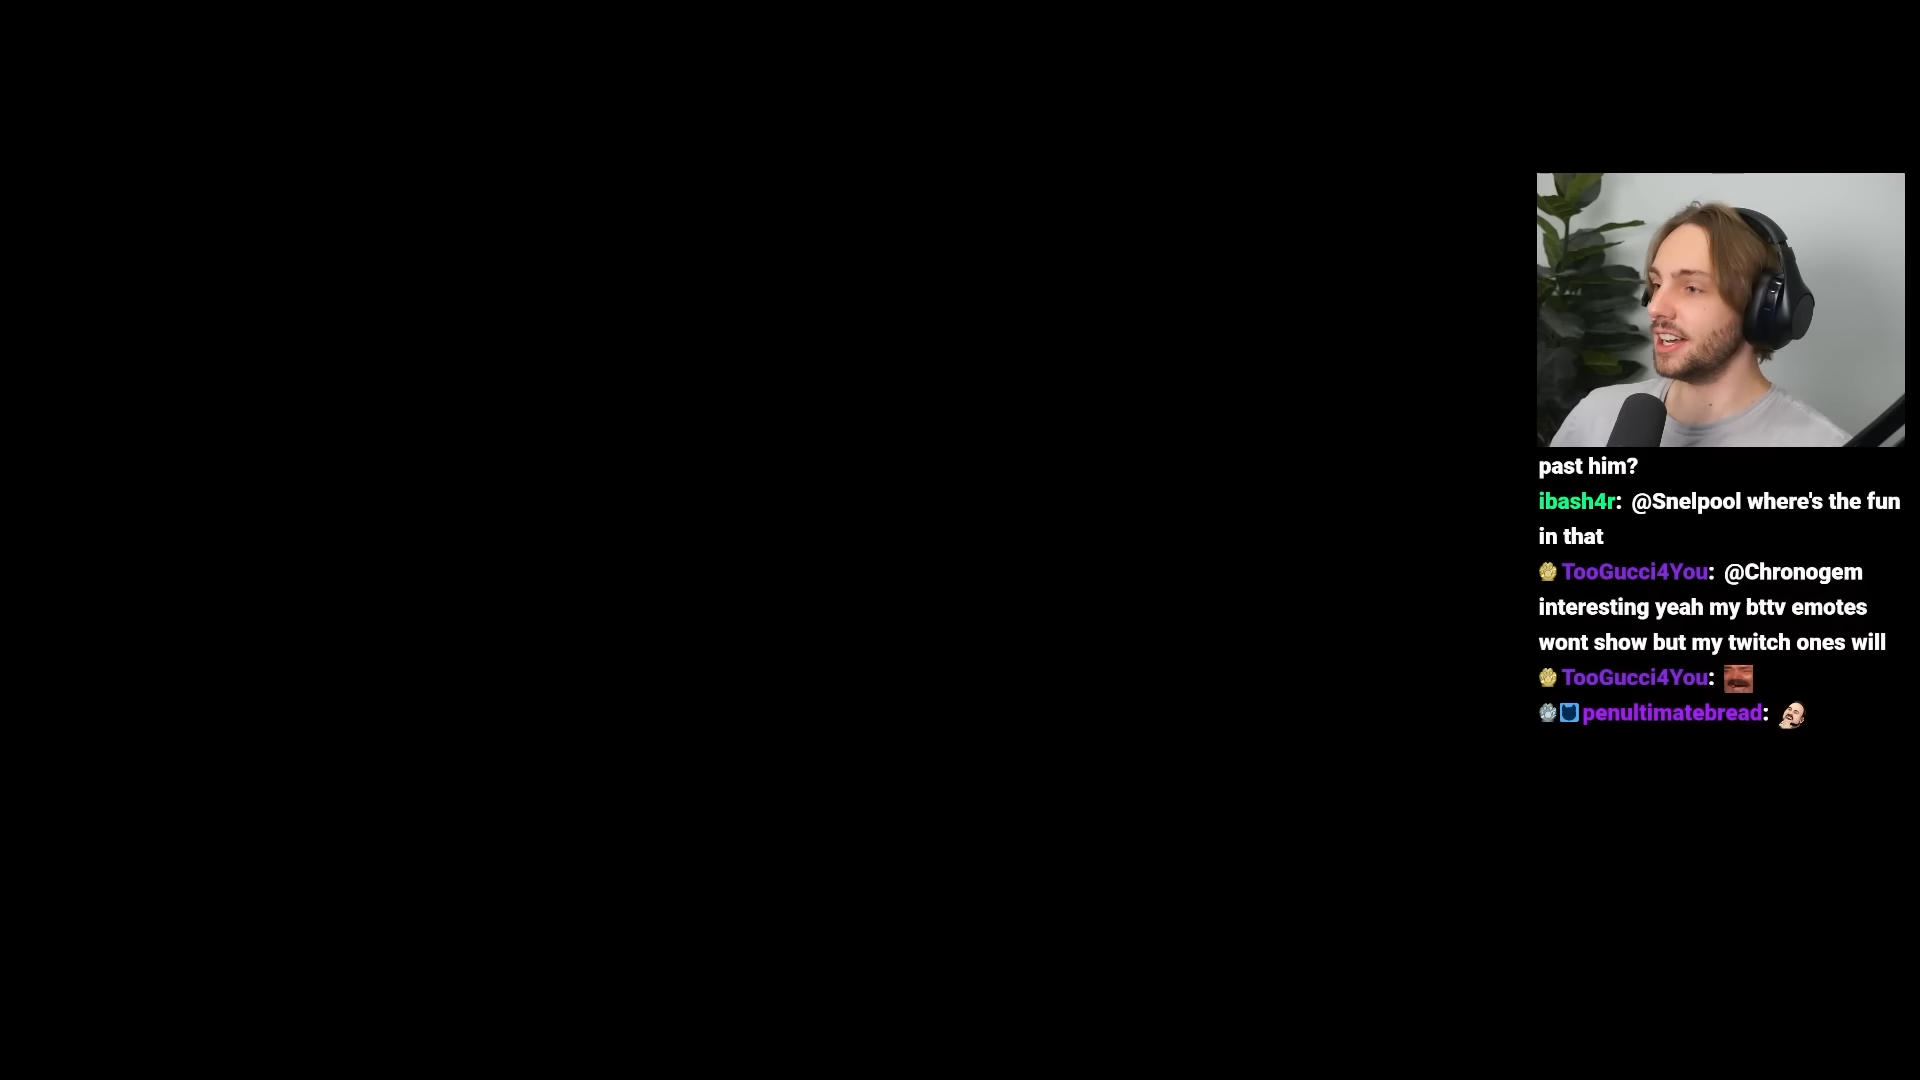 past him?
ibash4r: @Snelpool where's the fun
in that
TooGucci4You: @Chronogem
interesting yeah my bttv emotes
wont show but my twitch ones will
TooGucci4You:
penultimatebread: